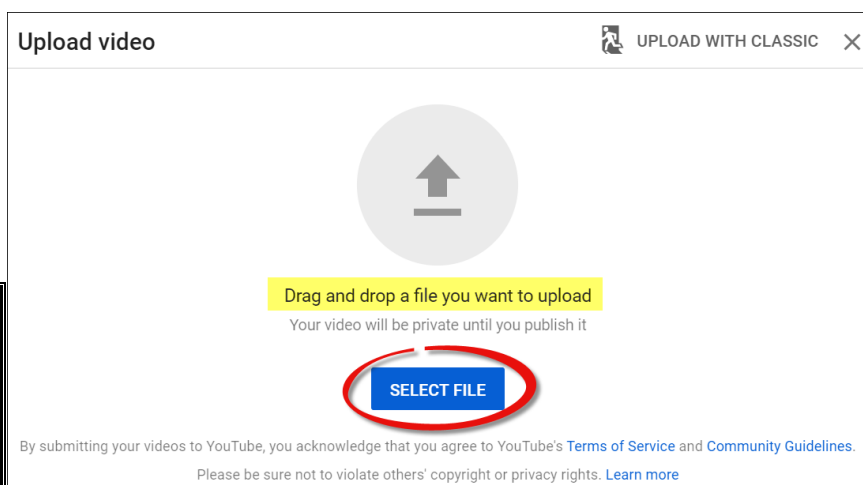 Upload video
UPLOAD WITH CLASSIC
Drag and drop a file you want to upload
Your video will be private until you publish it
SELECT FILE
By submitting your videos to YouTube, you acknowledge that you agree to YouTube's Terms of Service and Community Guidelines.
Please be sure not to violate others' copyright or privacy rights. Learn more